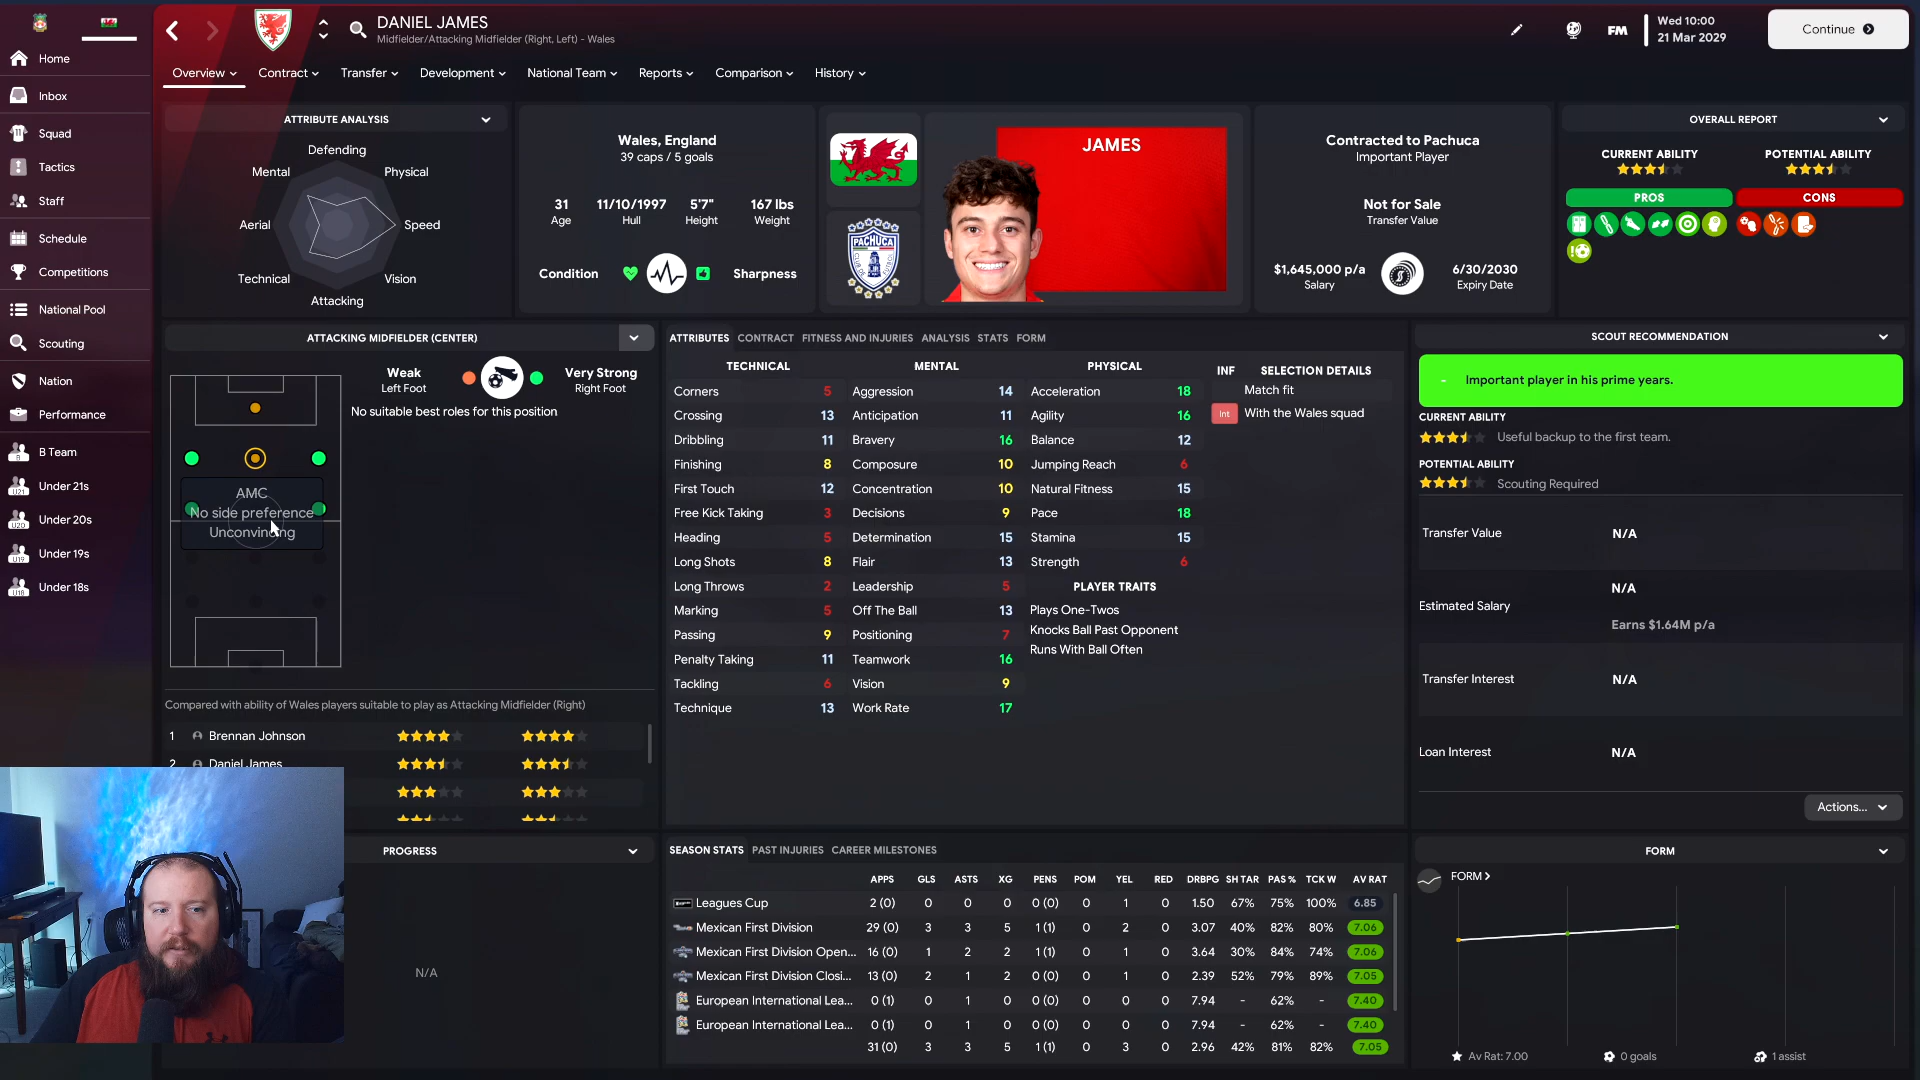 DANIEL JAMES
Midfielder/Attacking Midfielder (Right, Left) - Wales
FM
Wed 10:00
21 Mar 2029
Continue
Home
Inbox
Squad
Tactics
Staff
Schedule
Competitions
National Pool
Scouting
Nation
Performance
B Team
Under 21s
Under 20s
Under 19s
Under 18s
Overview
Contract
Transfer
Development
National Team
Reports
Comparison
History
ATTRIBUTE ANALYSIS
Defending
Mental
Physical
Aerial
Speed
Technical
Vision
Attacking
Wales, England
39 caps / 5 goals
31 11/10/1997 5'7" 167 lbs
Age Hull Height Weight
Condition Sharpness
PACHUCA
JAMES
Contracted to Pachuca
Important Player
Not for Sale
Transfer Value
$1,645,000 p/a 6/30/2030
Salary Expiry Date
OVERALL REPORT
CURRENT ABILITY POTENTIAL ABILITY
PROS CONS
ATTACKING MIDFIELDER (CENTER)
Weak Very Strong
Left Foot Right Foot
No suitable best roles for this position
AMC
No side preference
Unconvincing
Compared with ability of Wales players suitable to play as Attacking Midfielder (Right)
1 Brennan Johnson
2 Daniel James
PROGRESS
N/A
ATTRIBUTES CONTRACT FITNESS AND INJURIES ANALYSIS STATS FORM
TECHNICAL MENTAL PHYSICAL
Corners 5 Aggression 14 Acceleration 18
Crossing 13 Anticipation 11 Agility 16
Dribbling 11 Bravery 16 Balance 12
Finishing 8 Composure 10 Jumping Reach 6
First Touch 12 Concentration 10 Natural Fitness 15
Free Kick Taking 3 Decisions 9 Pace 18
Heading 5 Determination 15 Stamina 15
Long Shots 8 Flair 13 Strength 6
Long Throws 2 Leadership 5 PLAYER TRAITS
Marking 5 Off The Ball 13 Plays One-Twos
Passing 9 Positioning 7 Knocks Ball Past Opponent
Penalty Taking 11 Teamwork 16 Runs With Ball Often
Tackling 6 Vision 9
Technique 13 Work Rate 17
INF SELECTION DETAILS
Match fit
Int With the Wales squad
SCOUT RECOMMENDATION
- Important player in his prime years.
CURRENT ABILITY
Useful backup to the first team.
POTENTIAL ABILITY
Scouting Required
Transfer Value N/A
N/A
Estimated Salary
Earns $1.64M p/a
Transfer Interest N/A
Loan Interest N/A
Actions...
SEASON STATS PAST INJURIES CAREER MILESTONES
APPS GLS ASTS XG PENS POM YEL RED DRBPG SH TAR PAS % TCK W AV RAT
Leagues Cup 2 (0) 0 0 0 0 (0) 0 1 0 1.50 67% 75% 100% 6.85
Mexican First Division 29 (0) 3 3 5 1 (1) 0 2 0 3.07 40% 82% 80% 7.06
Mexican First Division Open... 16 (0) 1 2 2 1 (1) 0 1 0 3.64 30% 84% 74% 7.06
Mexican First Division Closi... 13 (0) 2 1 2 0 (0) 0 1 0 2.39 52% 79% 89% 7.05
European International Lea... 0 (1) 0 1 0 0 (0) 0 0 0 7.94 - 62% - 7.40
European International Lea... 0 (1) 0 1 0 0 (0) 0 0 0 7.94 - 62% - 7.40
31 (0) 3 3 5 1 (1) 0 3 0 2.96 42% 81% 82% 7.05
FORM
FORM
Av Rat: 7.00 0 goals 1 assist